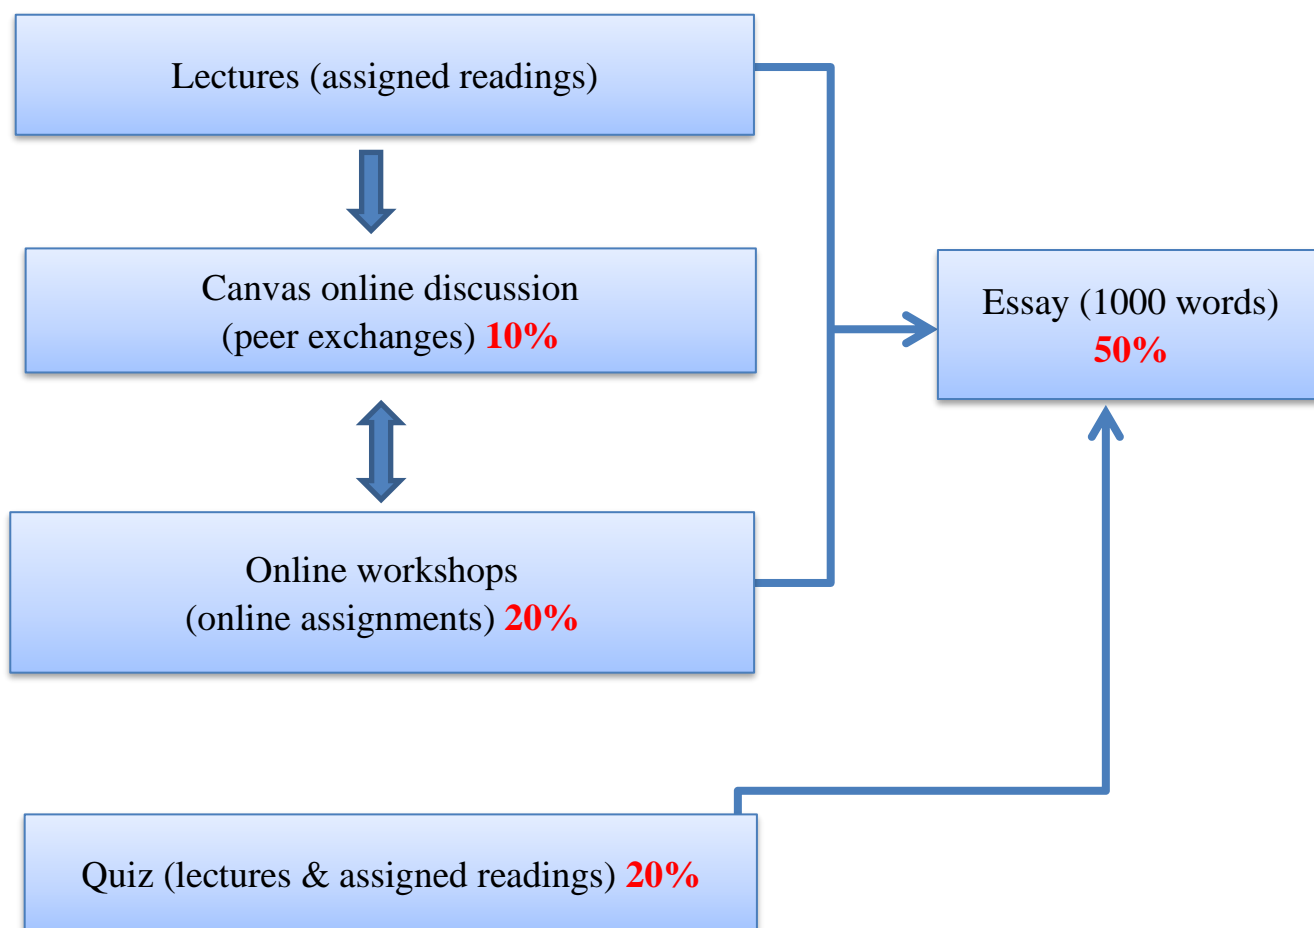 Lectures (assigned readings)
Canvas online discussion
(peer exchanges) 10%
Essay (1000 words)
50%
Online workshops
(online assignments) 20%
Quiz (lectures & assigned readings) 20%